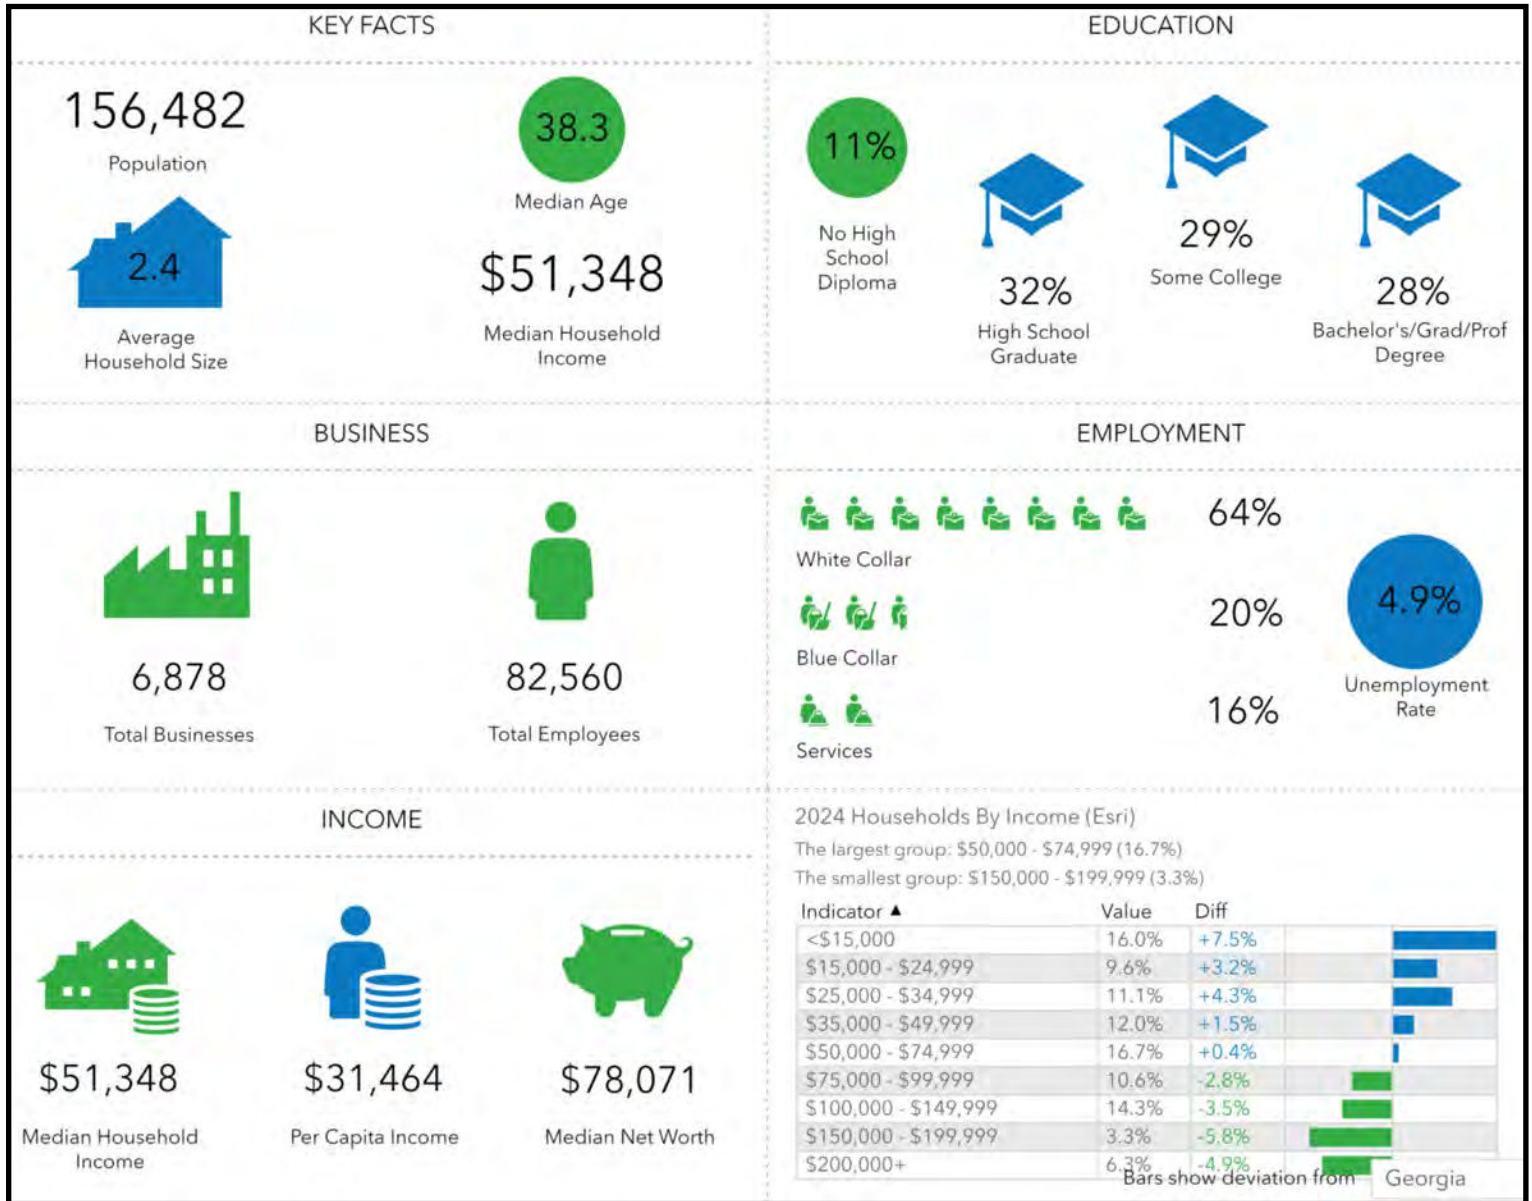 KEY FACTS
156,482
Population
38.3
Median Age
2.4
Average
Household Size
$51,348
Median Household
Income
EDUCATION
11%
No High
School
Diploma
32%
High School
Graduate
29%
Some College
28%
Bachelor's/Grad/Prof
Degree
BUSINESS
6,878
Total Businesses
82,560
Total Employees
EMPLOYMENT
64%
White Collar
20%
Blue Collar
16%
Services
4.9%
Unemployment
Rate
INCOME
$51,348
Median Household
Income
$31,464
Per Capita Income
$78,071
Median Net Worth
2024 Households By Income (Esri)
The largest group: $50,000 - $74,999 (16.7%)
The smallest group: $150,000 - $199,999 (3.3%)
Indicator ▲ Value Diff
<$15,000 16.0% +7.5%
$15,000 - $24,999 9.6% +3.2%
$25,000 - $34,999 11.1% +4.3%
$35,000 - $49,999 12.0% +1.5%
$50,000 - $74,999 16.7% +0.4%
$75,000 - $99,999 10.6% -2.8%
$100,000 - $149,999 14.3% -3.5%
$150,000 - $199,999 3.3% -5.8%
$200,000+ 6.3% -4.9%
Bars show deviation from Georgia